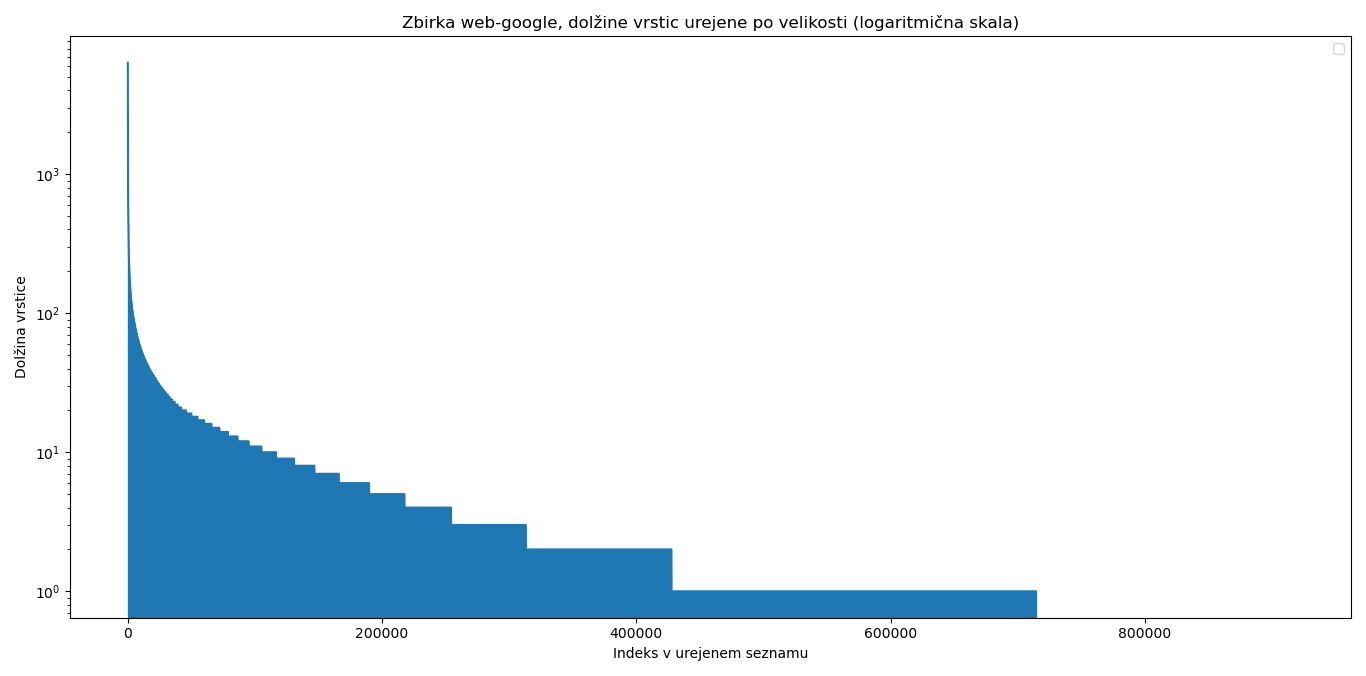 Zbirka web-google, dolžine vrstic urejene po velikosti (logaritmična skala)
10³
10²
10¹
10⁰
Dolžina vrstice
0 200000 400000 600000 800000
Indeks v urejenem seznamu